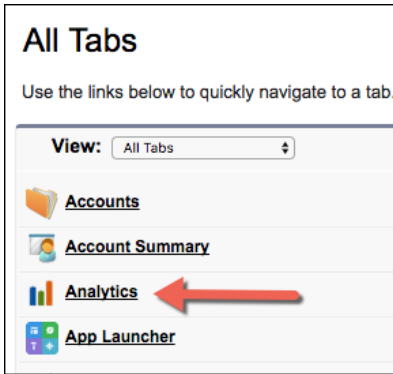 All Tabs
Use the links below to quickly navigate to a tab.
View: All Tabs
Accounts
Account Summary
Analytics
App Launcher